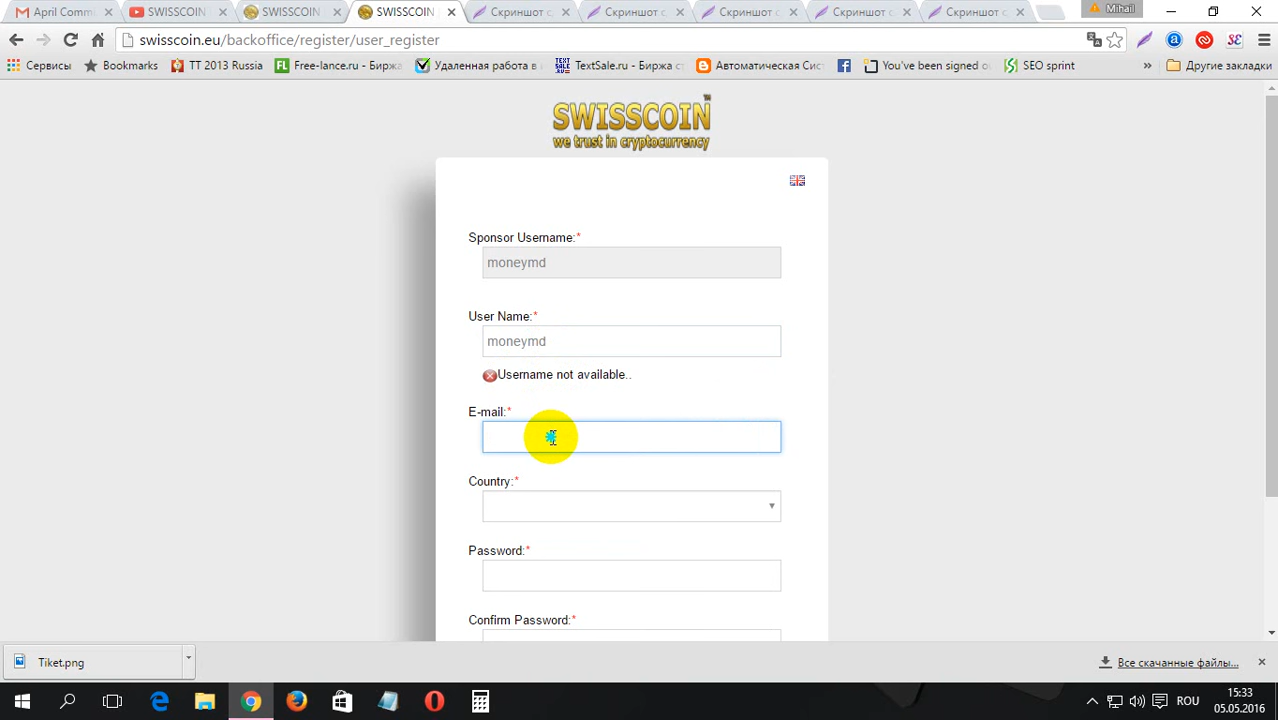 April Comm
SWISSCOIN
SWISSCOIN
SWISSCOIN
Скриншот с
Скриншот с
Скриншот с
Скриншот с
Скриншот с
Mihail
swisscoin.eu/backoffice/register/user_register
Сервисы
Bookmarks
TT 2013 Russia
Free-lance.ru - Биржа
Удаленная работа в
TextSale.ru - Биржа с
Автоматическая Сис
You've been signed o
SEO sprint
»
Другие закладки
SWISSCOIN™
we trust in cryptocurrency
Sponsor Username:*
moneymd
User Name:*
moneymd
Username not available..
E-mail:*
Country:*
Password:*
Confirm Password:*
Tiket.png
Все скачанные файлы...
ROU
15:33
05.05.2016